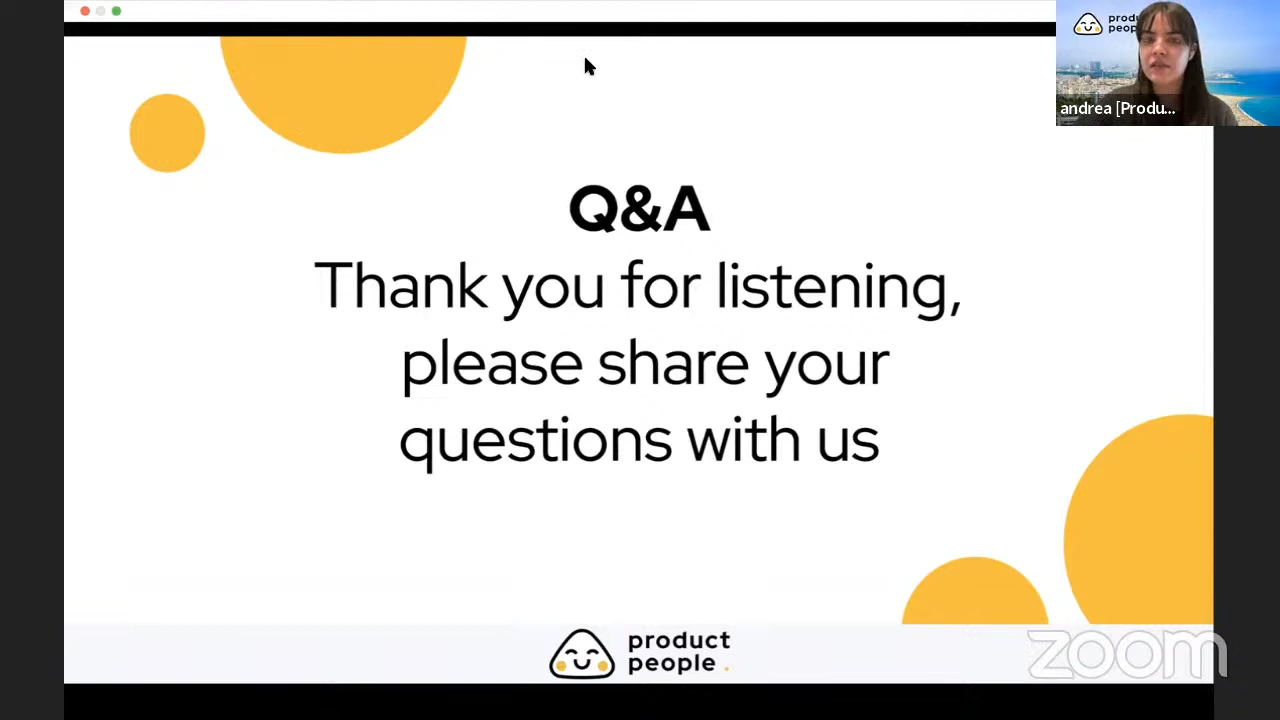 Q&A
Thank you for listening,
please share your
questions with us
product
people .
zoom
andrea [Produ...